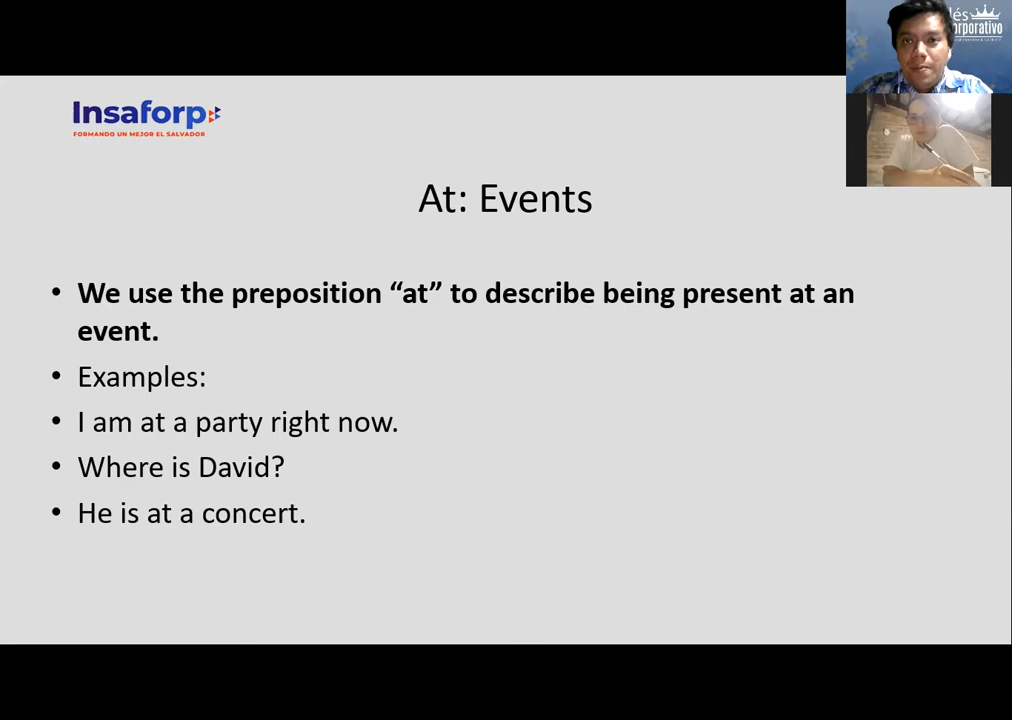 Insaforp
FORMANDO UN MEJOR EL SALVADOR
At: Events
• We use the preposition “at” to describe being present at an
event.
• Examples:
• I am at a party right now.
• Where is David?
• He is at a concert.